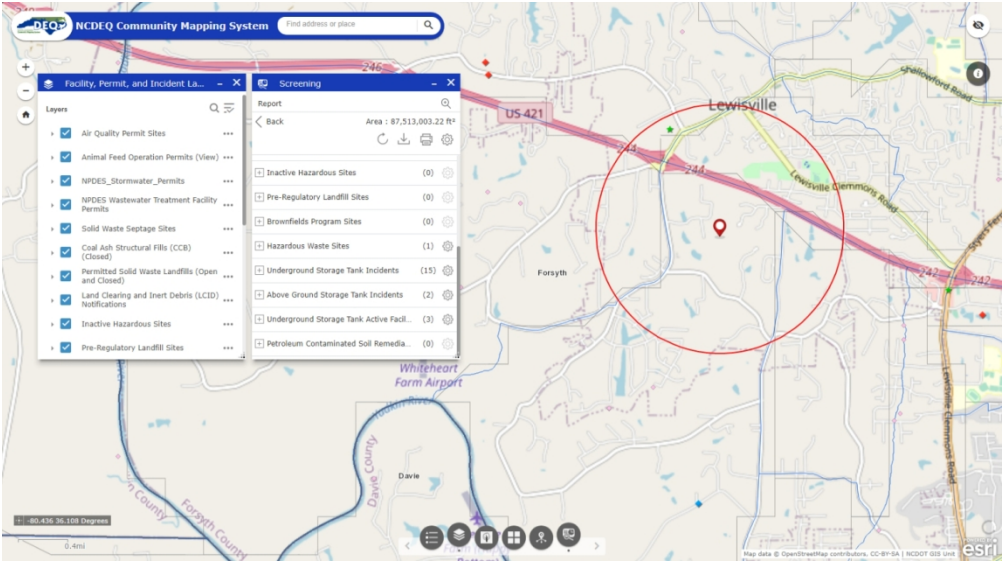 DEQ
NCDEQ Community Mapping System
Find address or place
Facility, Permit, and Incident La...
Layers
Air Quality Permit Sites
Animal Feed Operation Permits (View)
NPDES_Stormwater_Permits
NPDES Wastewater Treatment Facility
Permits
Solid Waste Septage Sites
Coal Ash Structural Fills (CCB)
(Closed)
Permitted Solid Waste Landfills (Open
and Closed)
Land Clearing and Inert Debris (LCID)
Notifications
Inactive Hazardous Sites
Pre-Regulatory Landfill Sites
Screening
Report
Back Area : 87,513,003.22 ft²
Inactive Hazardous Sites (0)
Pre-Regulatory Landfill Sites (0)
Brownfields Program Sites (0)
Hazardous Waste Sites (1)
Underground Storage Tank Incidents (15)
Above Ground Storage Tank Incidents (2)
Underground Storage Tank Active Facil... (3)
Petroleum Contaminated Soil Remedia... (0)
246
US 421
244
244
242
242
Lewisville
Shallowford Road
Lewisville Clemmons Road
Lewisville Clemmons Road
Forsyth
Whiteheart
Farm Airport
Yadkin River
Davie County
Davie
Forsyth County
-80.436 36.108 Degrees
0.4mi
Map data © OpenStreetMap contributors, CC-BY-SA | NCDOT GIS Unit
esri